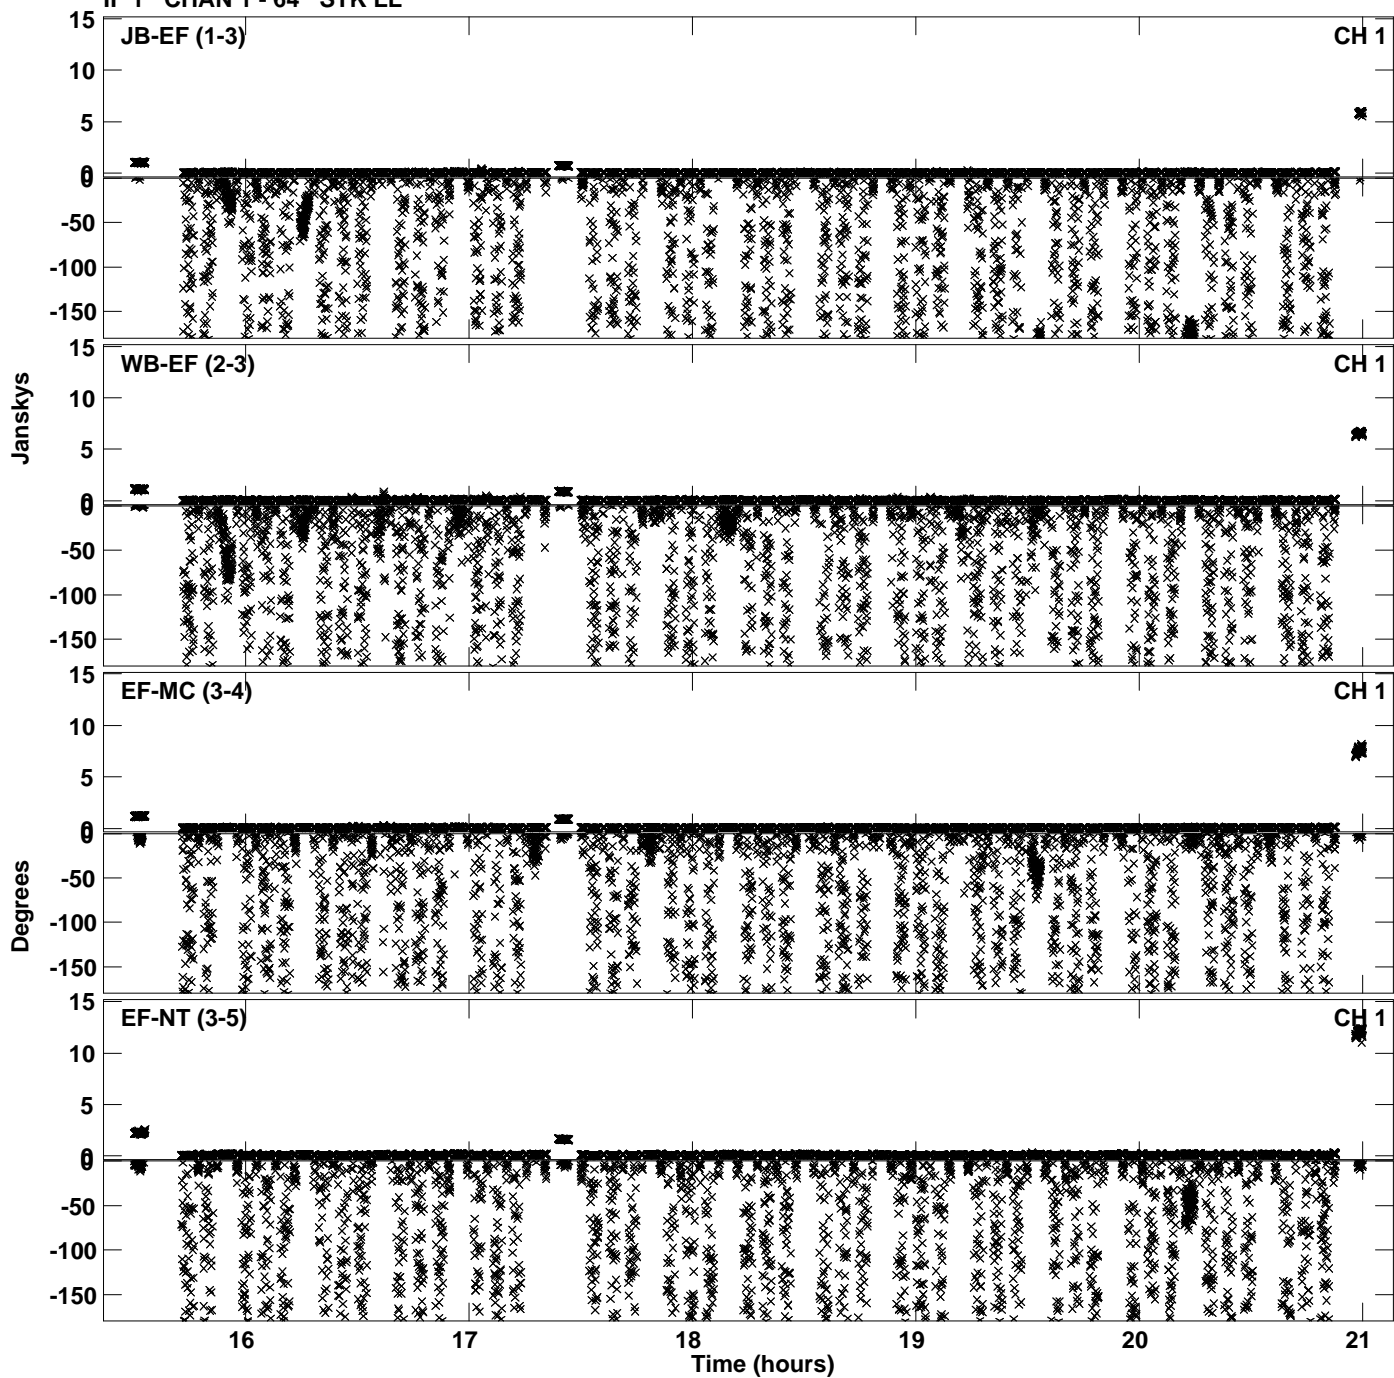 IF 1 CHAN 1 - 64 STK LL
15
JB-EF (1-3)
CH 1
10
5
0
0
-50
-100
-150
15
WB-EF (2-3)
CH 1
10
5
0
0
-50
-100
-150
Janskys
15
EF-MC (3-4)
CH 1
10
5
0
0
-50
-100
-150
Degrees
15
EF-NT (3-5)
CH 1
10
5
0
0
-50
-100
-150
16 17 18 19 20 21
Time (hours)